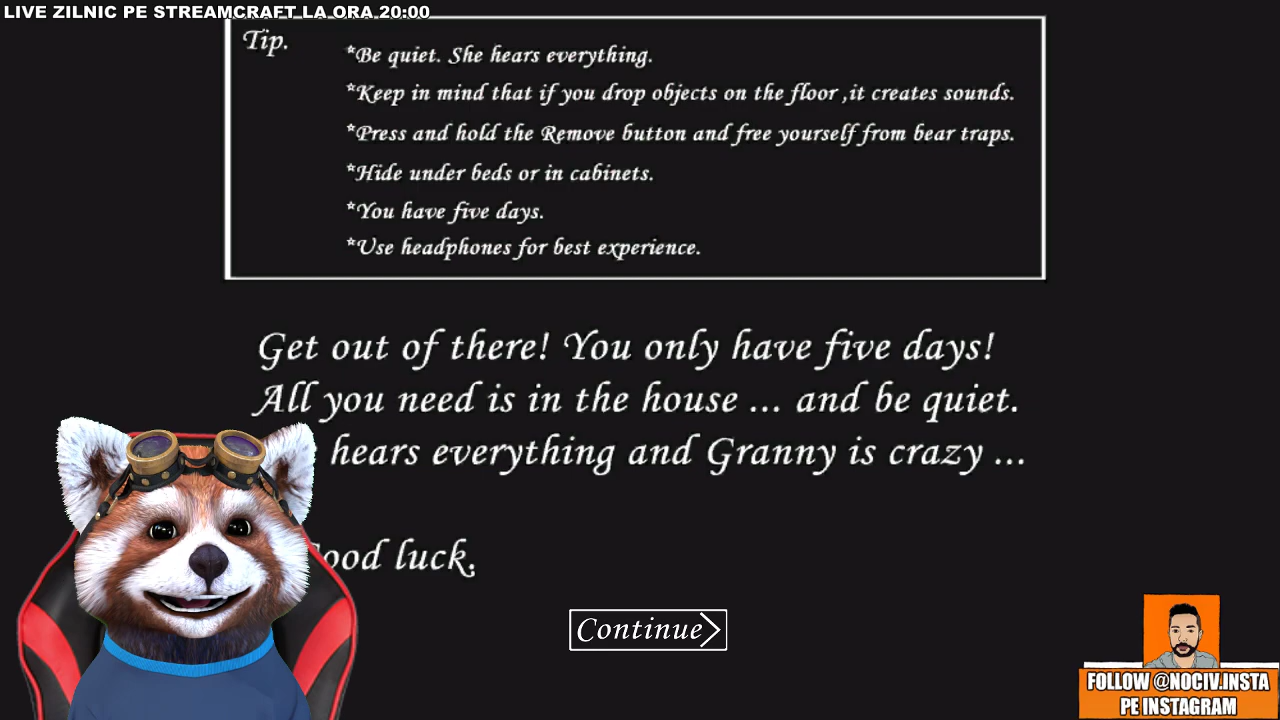 LIVE ZILNIC PE STREAMCRAFT LA ORA 20:00
Tip.
*Be quiet. She hears everything.
*Keep in mind that if you drop objects on the floor ,it creates sounds.
*Press and hold the Remove button and free yourself from bear traps.
*Hide under beds or in cabinets.
*You have five days.
*Use headphones for best experience.
Get out of there! You only have five days!
All you need is in the house ... and be quiet.
hears everything and Granny is crazy ...
Good luck.
Continue
FOLLOW @NOCIV.INSTA
PE INSTAGRAM